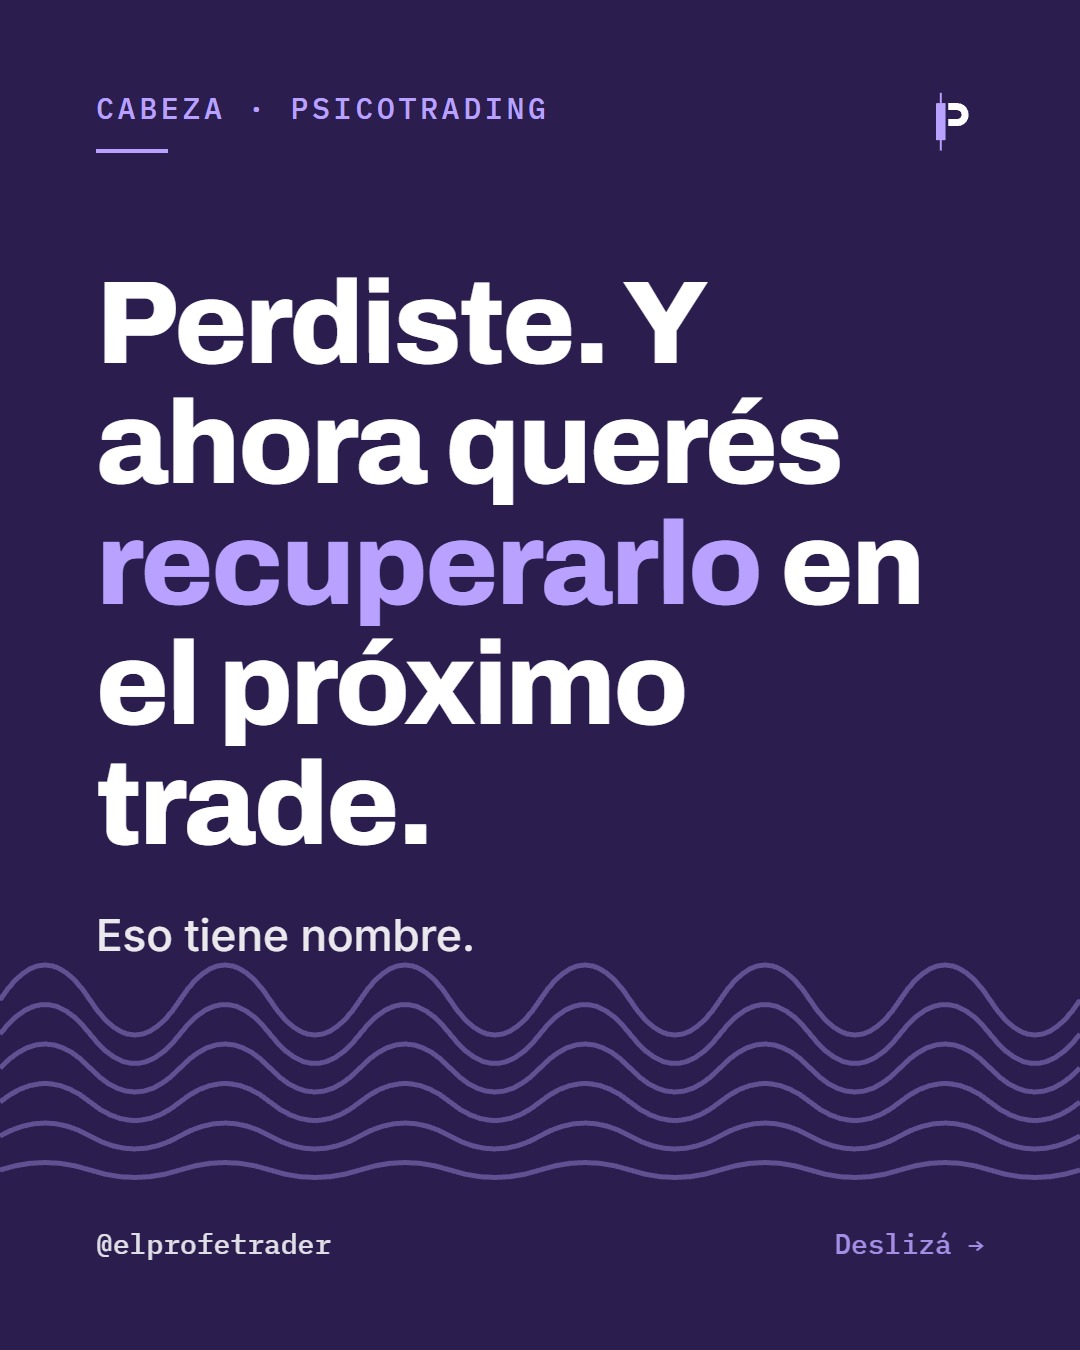 CABEZA · PSICOTRADING
P
Perdiste. Y
ahora querés
recuperarlo en
el próximo
trade.
Eso tiene nombre.
@elprofetrader
Deslizá →